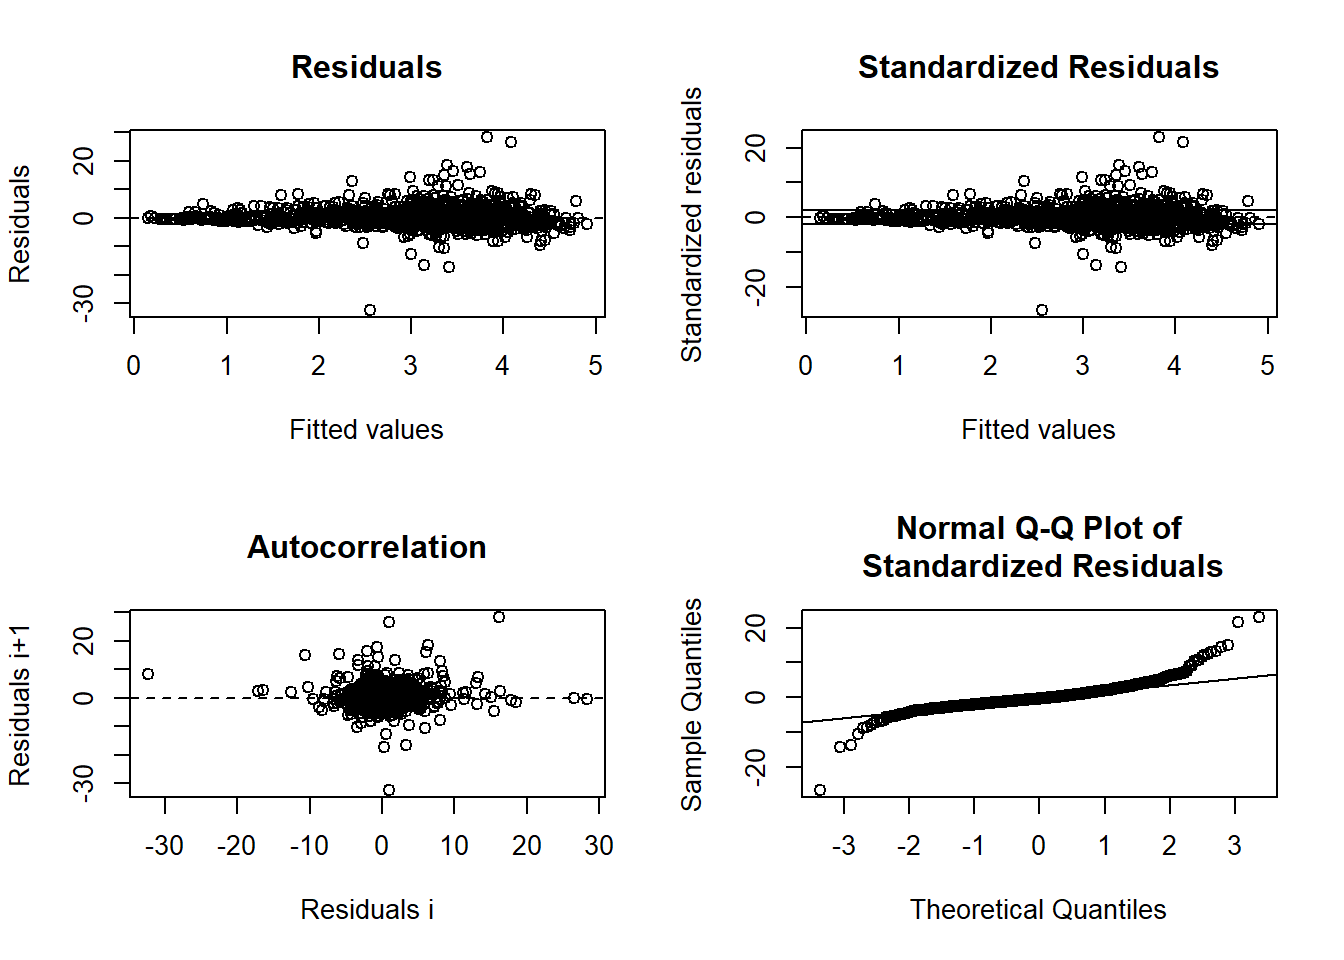 Residuals
Residuals
-30 0 20
0 1 2 3 4 5
Fitted values
Standardized Residuals
Standardized residuals
-20 0 20
0 1 2 3 4 5
Fitted values
Autocorrelation
Residuals i+1
-30 0 20
-30 -20 -10 0 10 20 30
Residuals i
Normal Q-Q Plot of
Standardized Residuals
Sample Quantiles
-20 0 20
-3 -2 -1 0 1 2 3
Theoretical Quantiles